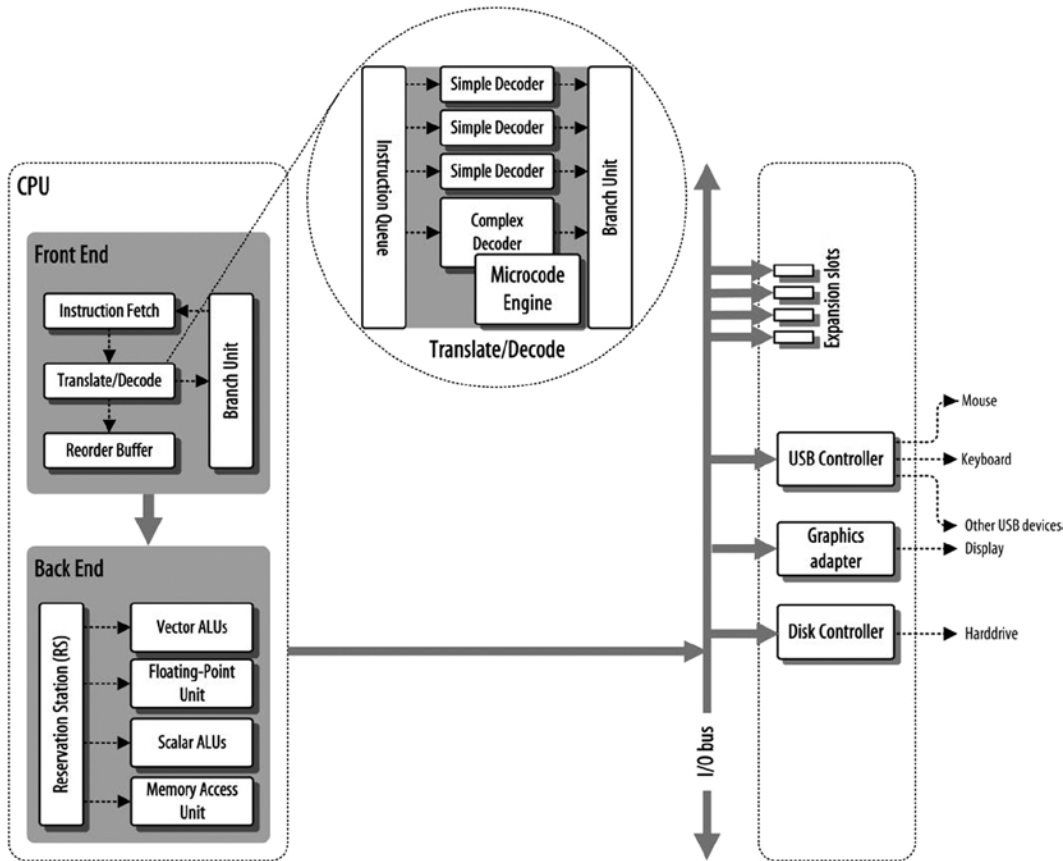 CPU
Front End
Instruction Fetch
Translate/Decode
Reorder Buffer
Branch Unit
Back End
Reservation Station (RS)
Vector ALUs
Floating-Point
Unit
Scalar ALUs
Memory Access
Unit
Instruction Queue
Simple Decoder
Simple Decoder
Simple Decoder
Complex
Decoder
Microcode
Engine
Branch Unit
Translate/Decode
I/O bus
Expansion slots
USB Controller
Mouse
Keyboard
Other USB devices
Graphics
adapter
Display
Disk Controller
Harddrive